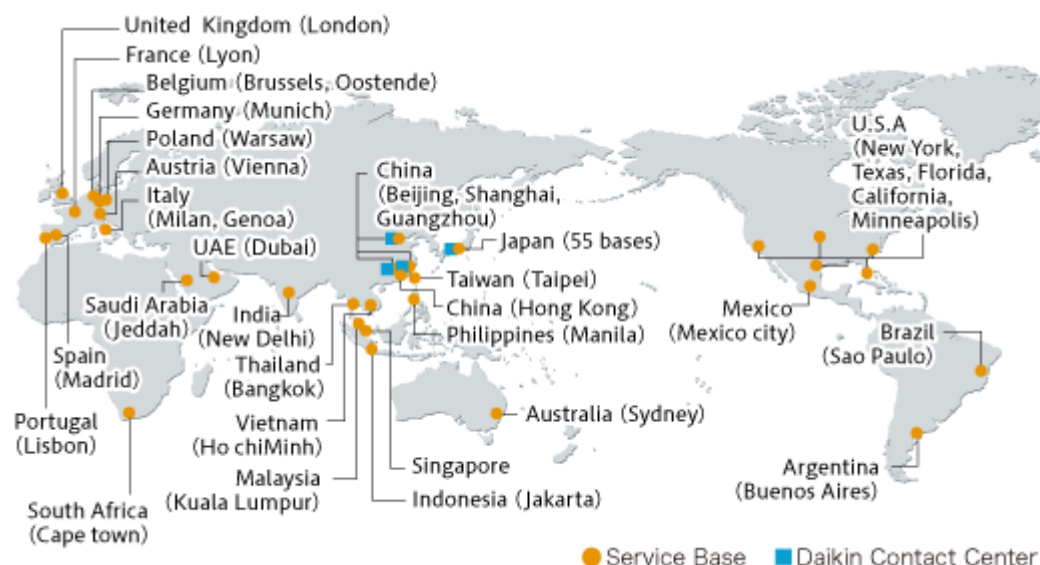 United Kingdom (London)
France (Lyon)
Belgium (Brussels, Oostende)
Germany (Munich)
Poland (Warsaw)
Austria (Vienna)
Italy
(Milan, Genoa)
UAE (Dubai)
Saudi Arabia
(Jeddah)
India
(New Delhi)
Spain
(Madrid)
Thailand
(Bangkok)
Portugal
(Lisbon)
Vietnam
(Ho chiMinh)
Malaysia
(Kuala Lumpur)
South Africa
(Cape town)
China
(Beijing, Shanghai,
Guangzhou)
Japan (55 bases)
Taiwan (Taipei)
China (Hong Kong)
Philippines (Manila)
Australia (Sydney)
Singapore
Indonesia (Jakarta)
U.S.A
(New York,
Texas, Florida,
California,
Minneapolis)
Mexico
(Mexico city)
Brazil
(Sao Paulo)
Argentina
(Buenos Aires)
Service Base
Daikin Contact Center